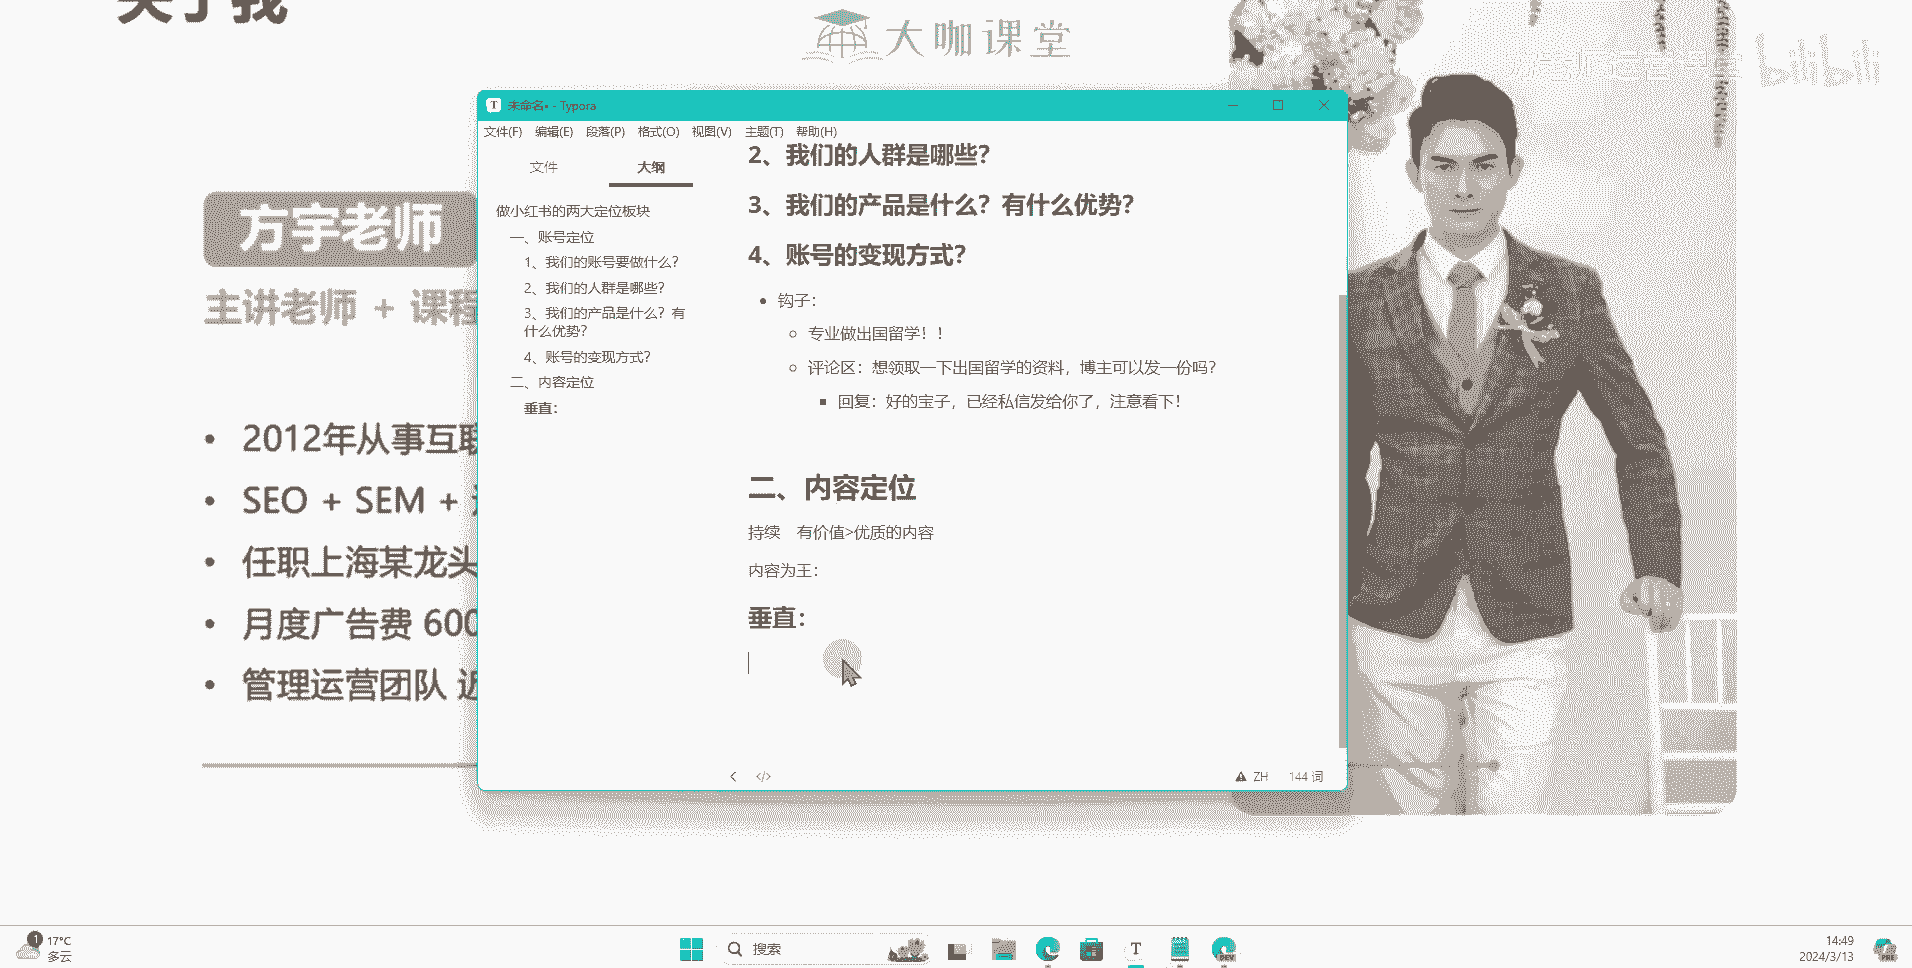 关于我
大咖课堂
bilibili
方宇老师
主讲老师 + 课程
2012年从事互联
SEO + SEM +
任职上海某龙头
月度广告费 600
管理运营团队 近
未命名• - Typora
文件(F) 编辑(E) 段落(P) 格式(O) 视图(V) 主题(T) 帮助(H)
文件 大纲
做小红书的两大定位板块
一、账号定位
1、我们的账号要做什么?
2、我们的人群是哪些?
3、我们的产品是什么? 有
什么优势?
4、账号的变现方式?
二、内容定位
垂直:
2、我们的人群是哪些?
3、我们的产品是什么? 有什么优势?
4、账号的变现方式?
钩子:
专业做出国留学! !
评论区: 想领取一下出国留学的资料, 博主可以发一份吗?
回复: 好的宝子, 已经私信发给你了, 注意看下!
二、内容定位
持续 有价值>优质的内容
内容为王:
垂直:
ZH 144 词
1
17°C
多云
搜索
DEV
14:49
2024/3/13
PRE